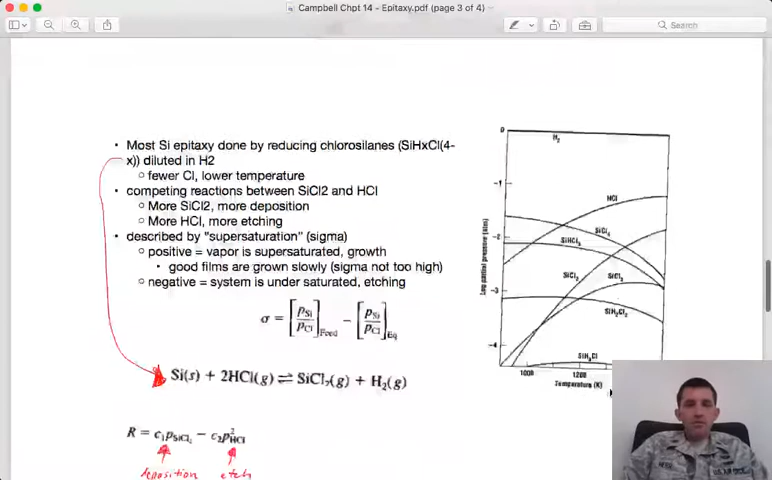 Campbell Chpt 14 - Epitaxy.pdf (page 3 of 4)
Search
• Most Si epitaxy done by reducing chlorosilanes (SiHxCl(4-
x)) diluted in H2
○ fewer Cl, lower temperature
• competing reactions between SiCl2 and HCl
○ More SiCl2, more deposition
○ More HCl, more etching
• described by "supersaturation" (sigma)
○ positive = vapor is supersaturated, growth
• good films are grown slowly (sigma not too high)
○ negative = system is under saturated, etching
σ = [pSi/pCl]Feed − [pSi/pCl]Eq
Si(s) + 2HCl(g) ⇌ SiCl₂(g) + H₂(g)
R = c₁pSiCl₂ − c₂p²HCl
deposition etch
0
H₂
-1
HCl
-2
SiCl₄
SiHCl₃
SiCl₂
SiCl₃
-3
SiH₂Cl₂
-4
SiH₃Cl
Log partial pressure (Atm)
1000 1200
Temperature (K)